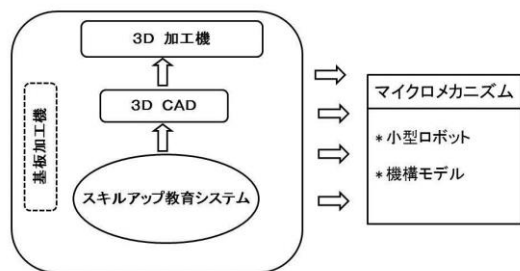 3D 加工機
3D CAD
基板加工機
スキルアップ教育システム
マイクロメカニズム
*小型ロボット
*機構モデル